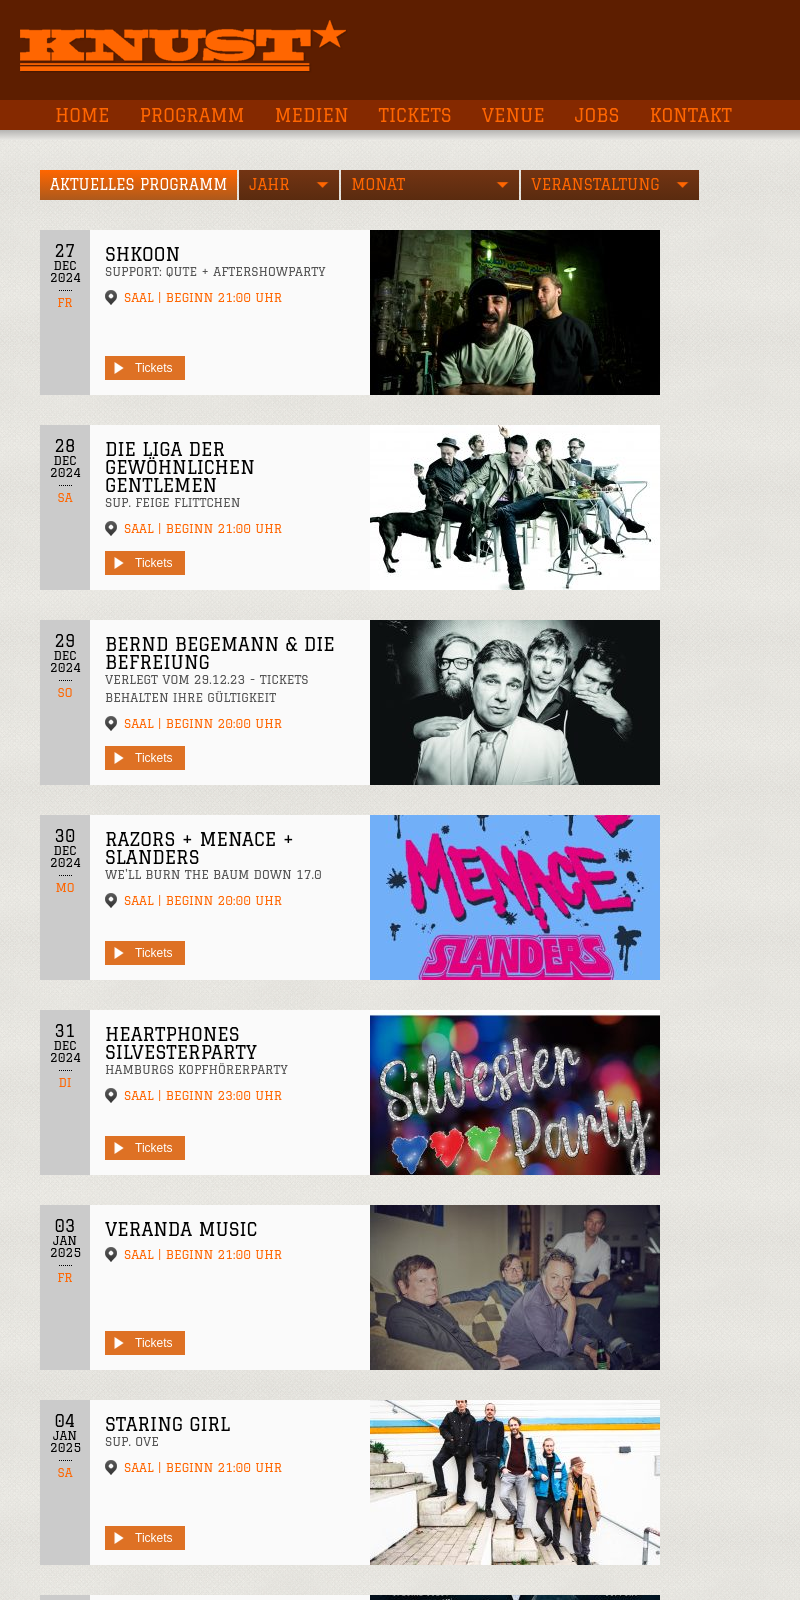 KNUST
HOME PROGRAMM MEDIEN TICKETS VENUE JOBS KONTAKT
AKTUELLES PROGRAMM JAHR MONAT VERANSTALTUNG
27
DEC
2024
FR
SHKOON
SUPPORT: QUTE + AFTERSHOWPARTY
SAAL | BEGINN 21:00 UHR
Tickets
28
DEC
2024
SA
DIE LIGA DER
GEWÖHNLICHEN
GENTLEMEN
SUP. FEIGE FLITTCHEN
SAAL | BEGINN 21:00 UHR
Tickets
29
DEC
2024
SO
BERND BEGEMANN & DIE
BEFREIUNG
VERLEGT VOM 29.12.23 - TICKETS
BEHALTEN IHRE GÜLTIGKEIT
SAAL | BEGINN 20:00 UHR
Tickets
30
DEC
2024
MO
RAZORS + MENACE +
SLANDERS
WE'LL BURN THE BAUM DOWN 17.0
SAAL | BEGINN 20:00 UHR
Tickets
MENACE
SLANDERS
31
DEC
2024
DI
HEARTPHONES
SILVESTERPARTY
HAMBURGS KOPFHÖRERPARTY
SAAL | BEGINN 23:00 UHR
Tickets
Silvester
Party
03
JAN
2025
FR
VERANDA MUSIC
SAAL | BEGINN 21:00 UHR
Tickets
04
JAN
2025
SA
STARING GIRL
SUP. OVE
SAAL | BEGINN 21:00 UHR
Tickets